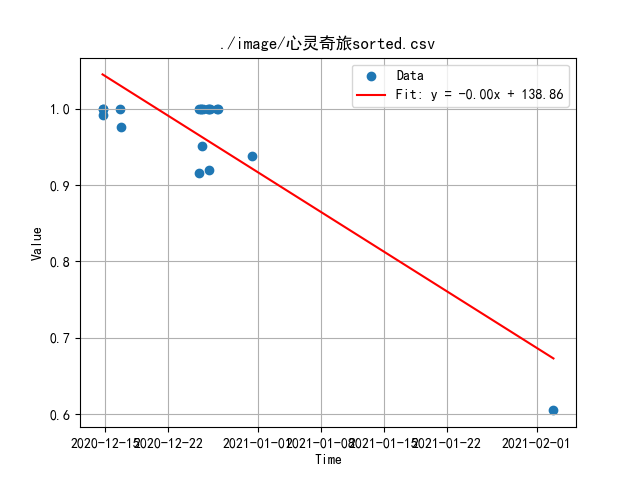 ./image/心灵奇旅sorted.csv
Data
Fit: y = -0.00x + 138.86
1.0
0.9
0.8
0.7
0.6
Value
2020-12-15 2020-12-22 2021-01-01 2021-01-08 2021-01-15 2021-01-22 2021-02-01
Time